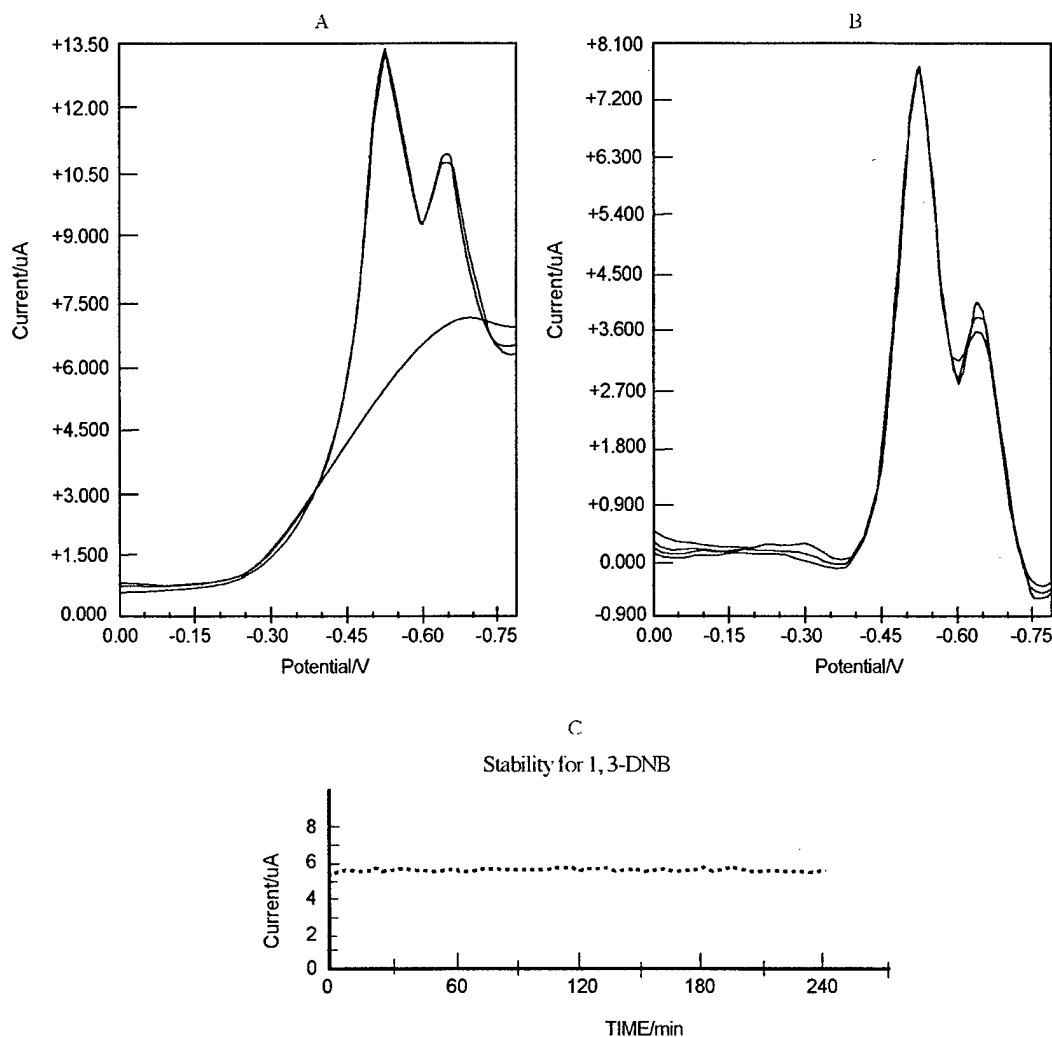 A
+13.50
+12.00
+10.50
+9.000
+7.500
+6.000
+4.500
+3.000
+1.500
0.000
Current/uA
0.00 -0.15 -0.30 -0.45 -0.60 -0.75
Potential/V
B
+8.100
+7.200
+6.300
+5.400
+4.500
+3.600
+2.700
+1.800
+0.900
0.000
-0.900
Current/uA
0.00 -0.15 -0.30 -0.45 -0.60 -0.75
Potential/V
C
Stability for 1, 3-DNB
8
6
4
2
0
Current/uA
0 60 120 180 240
TIME/min